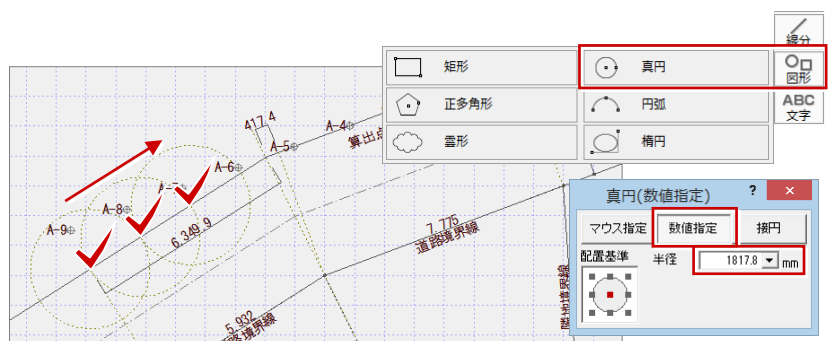 線分
矩形
真円
図形
正多角形
円弧
ABC
文字
雲形
楕円
417.4
A-4
A-5
算出点
A-6
A-7
A-8
A-9
6.349.9
7.775
道路境界線
5.932
道路境界線
隣地境界線
真円(数値指定)
?
×
マウス指定
数値指定
接円
配置基準
半径
1817.8
mm